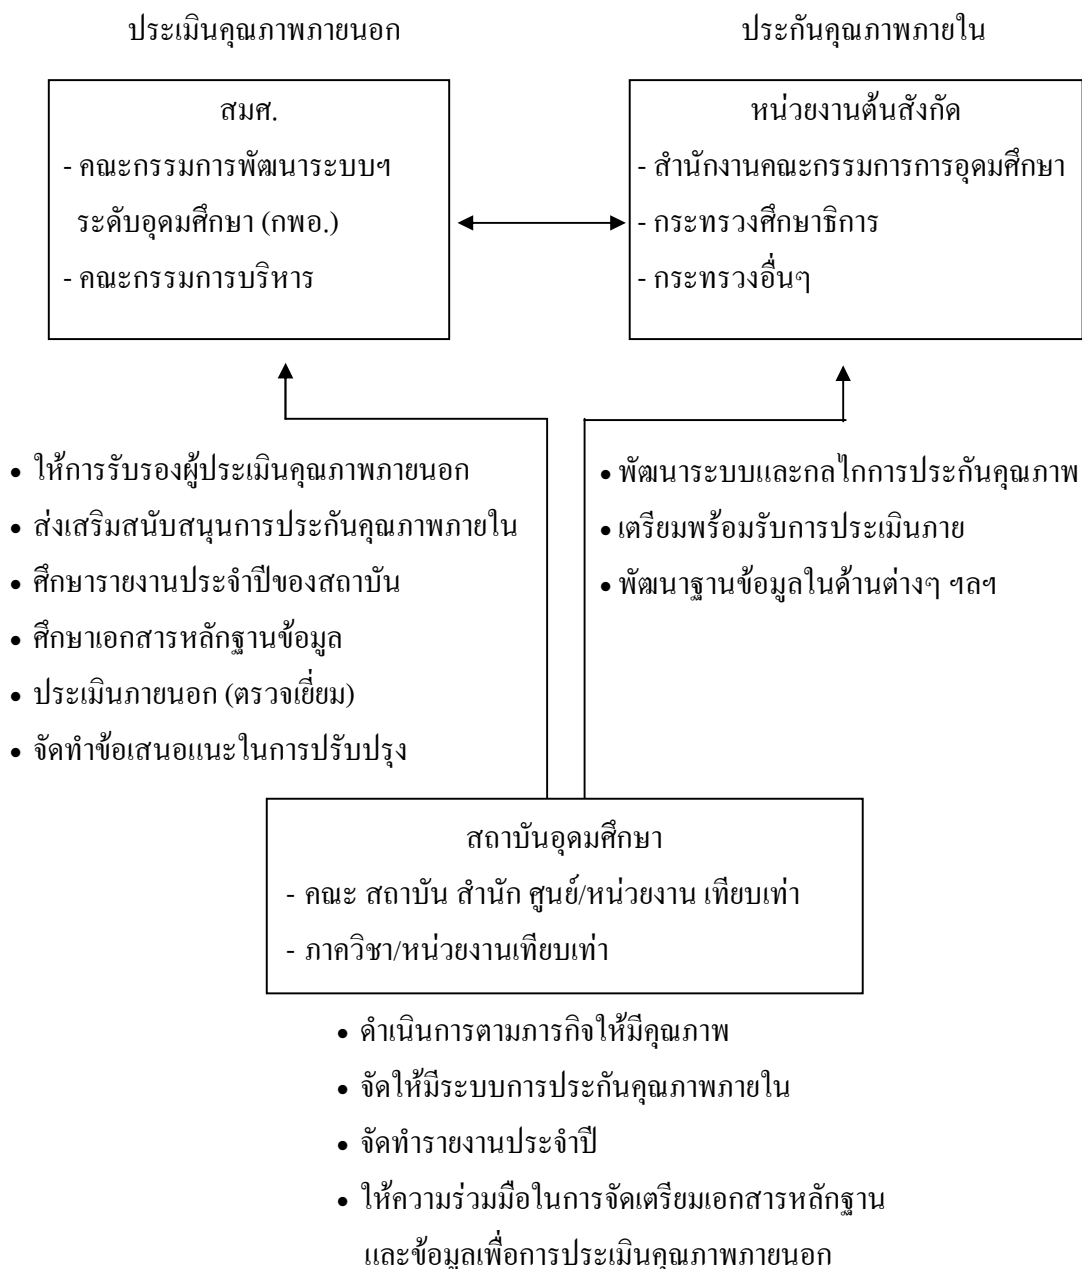 ประเมินคุณภาพภายนอก
ประกันคุณภาพภายใน
สมศ.
- คณะกรรมการพัฒนาระบบฯ
ระดับอุดมศึกษา (กพอ.)
- คณะกรรมการบริหาร
หน่วยงานต้นสังกัด
- สำนักงานคณะกรรมการการอุดมศึกษา
- กระทรวงศึกษาธิการ
- กระทรวงอื่นๆ
• ให้การรับรองผู้ประเมินคุณภาพภายนอก
• ส่งเสริมสนับสนุนการประกันคุณภาพภายใน
• ศึกษารายงานประจำปีของสถาบัน
• ศึกษาเอกสารหลักฐานข้อมูล
• ประเมินภายนอก (ตรวจเยี่ยม)
• จัดทำข้อเสนอแนะในการปรับปรุง
• พัฒนาระบบและกลไกการประกันคุณภาพ
• เตรียมพร้อมรับการประเมินภาย
• พัฒนาฐานข้อมูลในด้านต่างๆ ฯลฯ
สถาบันอุดมศึกษา
- คณะ สถาบัน สำนัก ศูนย์/หน่วยงาน เทียบเท่า
- ภาควิชา/หน่วยงานเทียบเท่า
• ดำเนินการตามภารกิจให้มีคุณภาพ
• จัดให้มีระบบการประกันคุณภาพภายใน
• จัดทำรายงานประจำปี
• ให้ความร่วมมือในการจัดเตรียมเอกสารหลักฐาน
และข้อมูลเพื่อการประเมินคุณภาพภายนอก